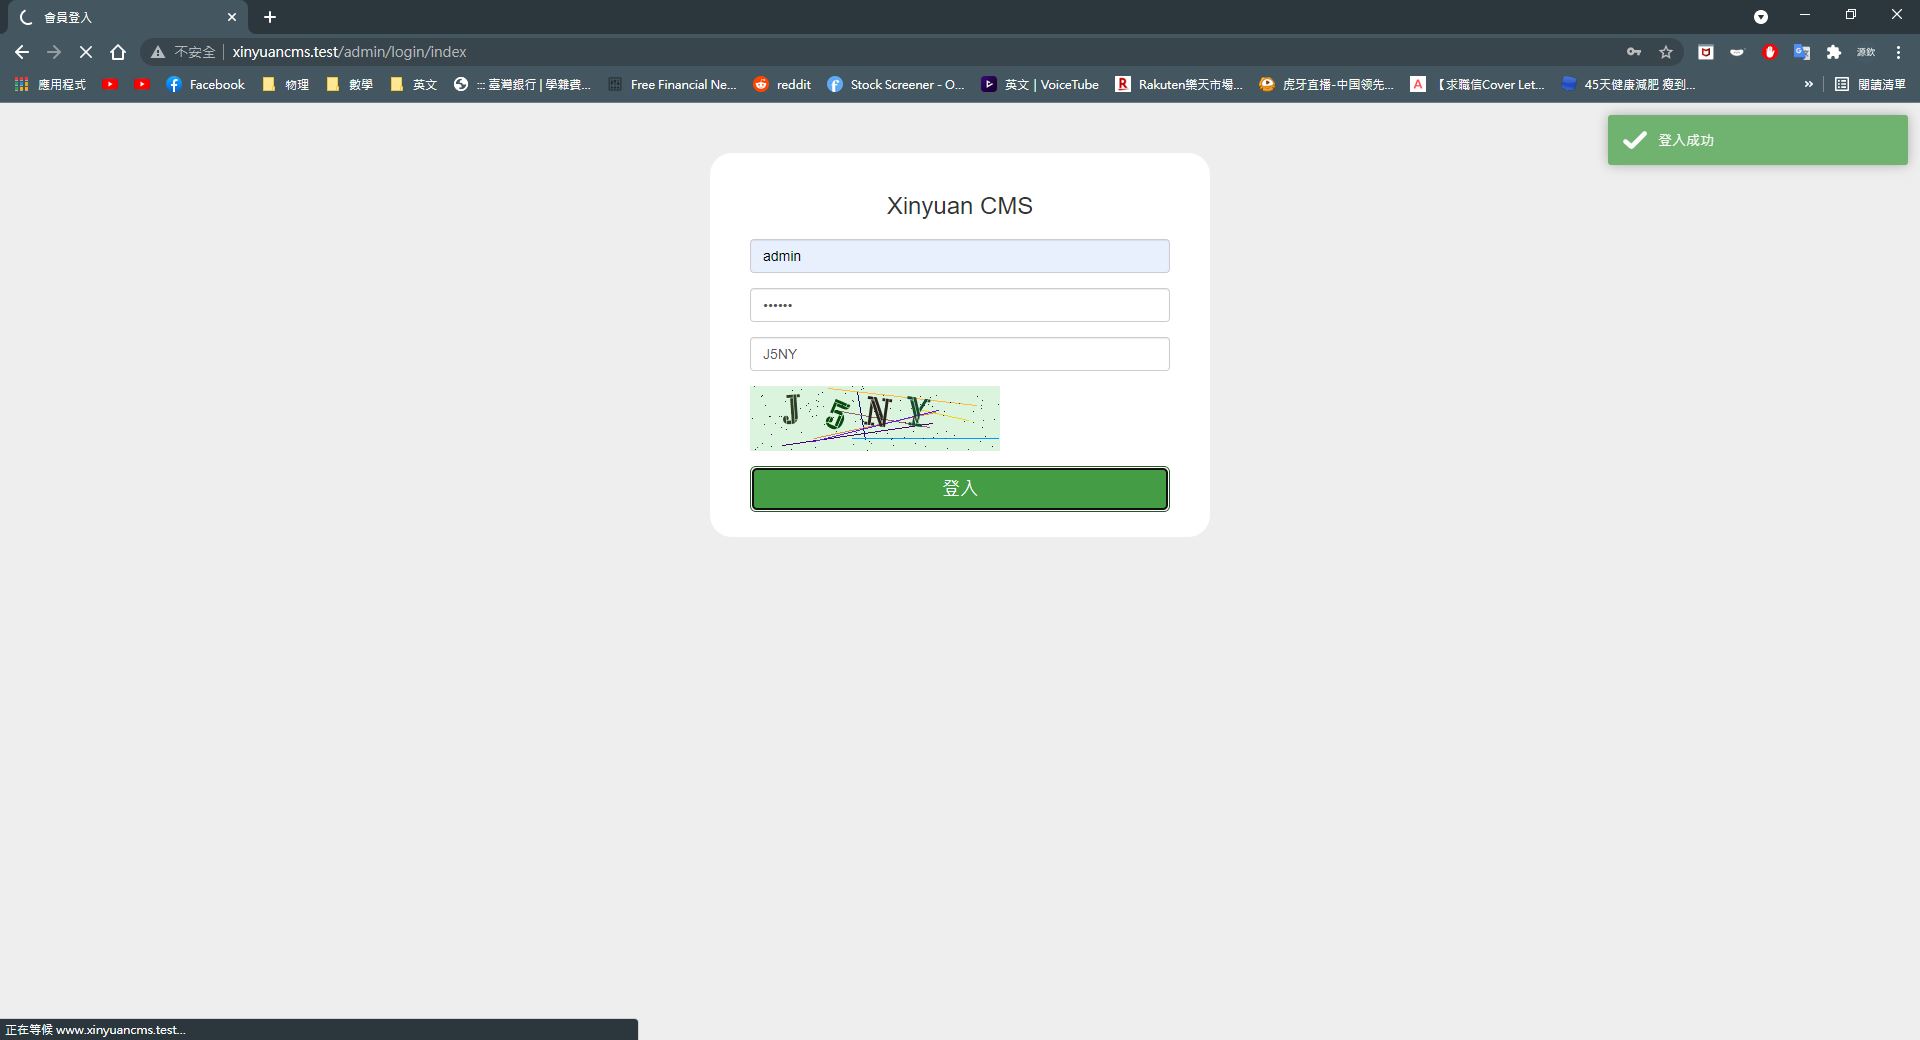 會員登入
不安全 xinyuancms.test/admin/login/index
源欽
應用程式 Facebook 物理 數學 英文 ::: 臺灣銀行 | 學雜費... Free Financial Ne... reddit Stock Screener - O... 英文 | VoiceTube Rakuten樂天市場... 虎牙直播-中国领先... 【求職信Cover Let... 45天健康減肥 瘦到... » 閱讀清單
登入成功
Xinyuan CMS
admin
••••••
J5NY
J5NY
登入
正在等候 www.xinyuancms.test...